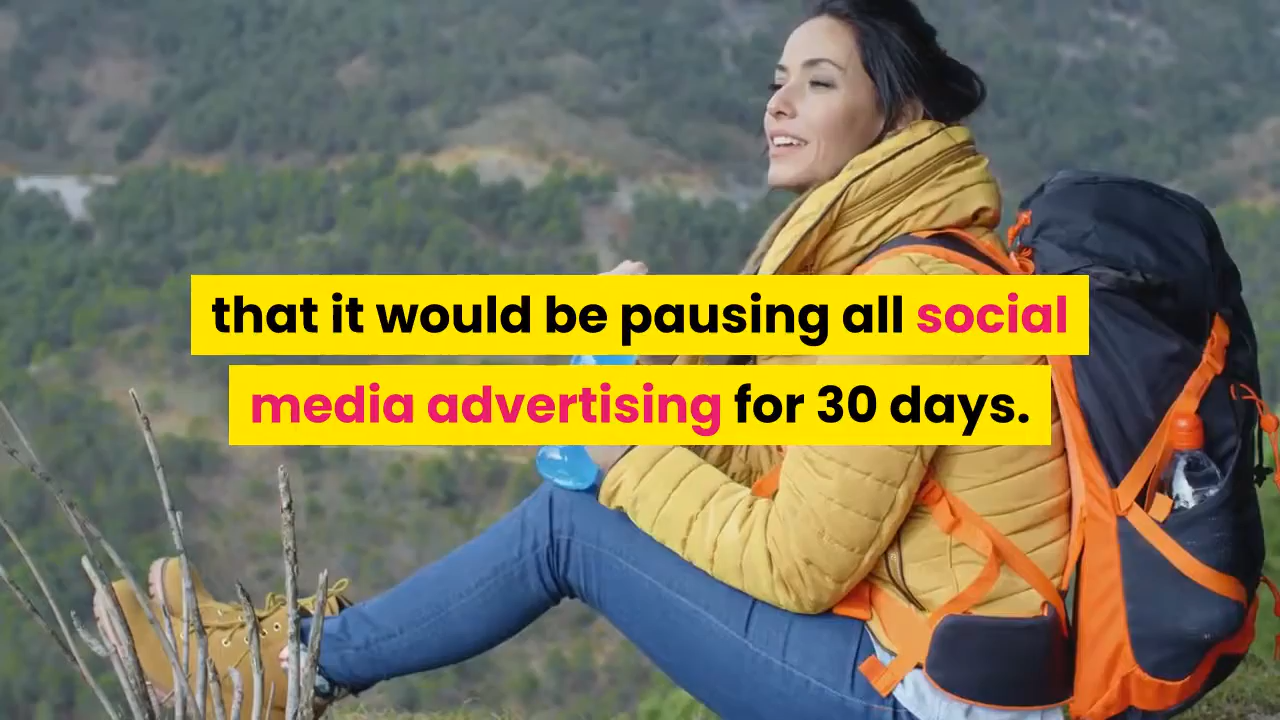 that it would be pausing all social
media advertising for 30 days.